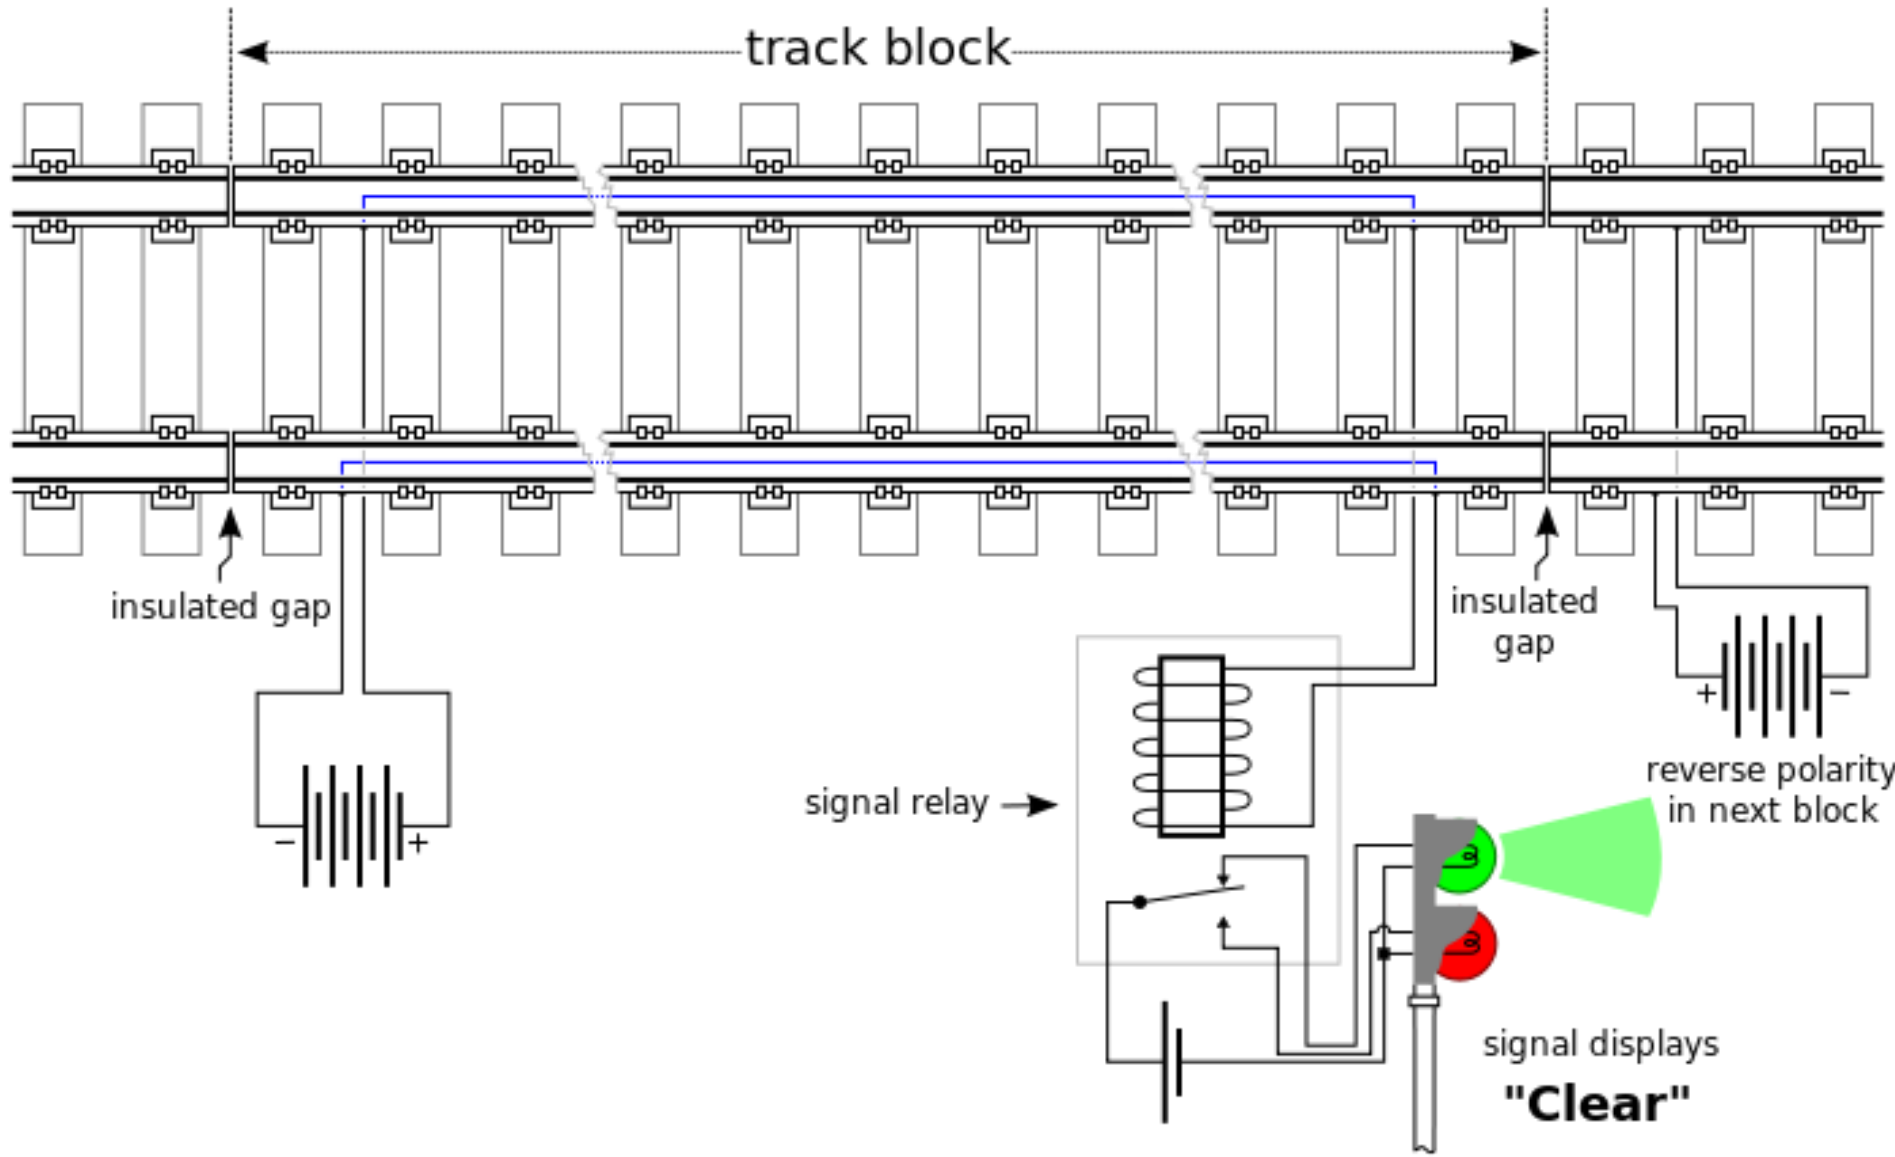 track block
insulated gap
insulated
gap
+ −
reverse polarity
in next block
signal relay
− +
signal displays
"Clear"